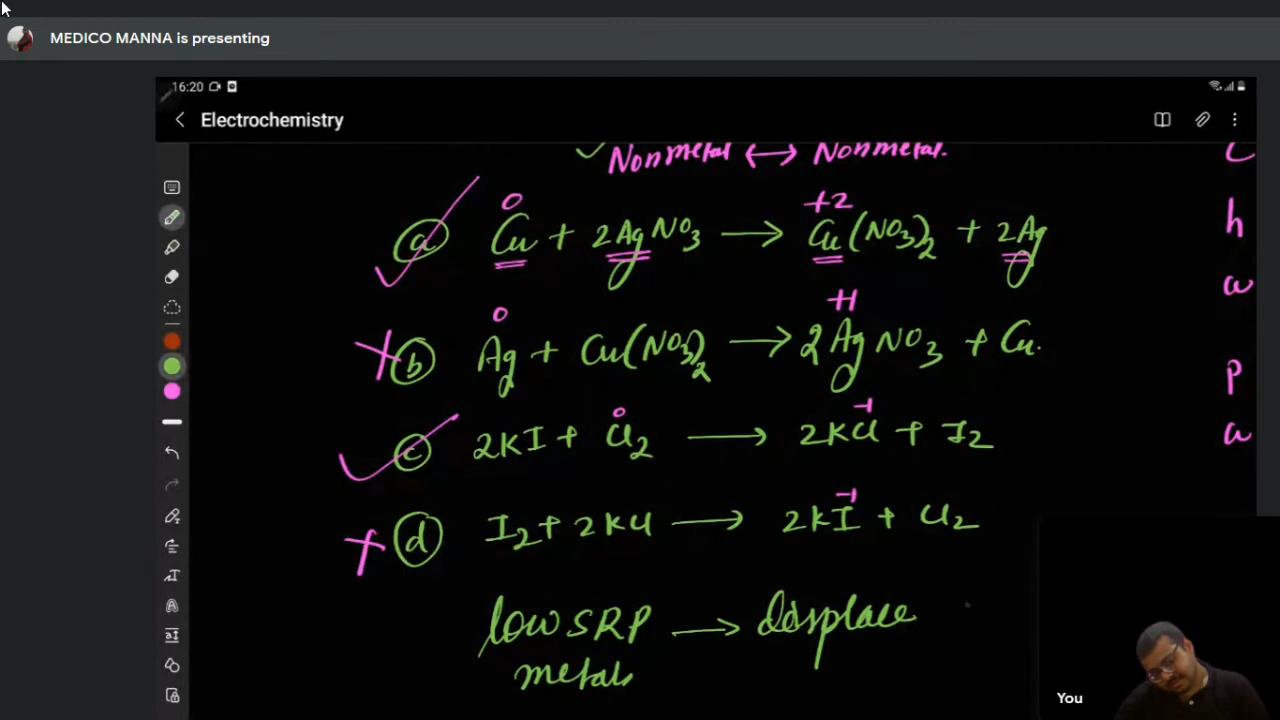 MEDICO MANNA is presenting
16:20
Electrochemistry
Nonmetal ↔ Nonmetal.
0 +2
ⓐ Cu + 2AgNO3 → Cu(NO3)2 + 2Ag
0 +1
ⓑ Ag + Cu(NO3)2 → 2AgNO3 + Cu.
0 -1
ⓒ 2KI + Cl2 → 2KCl + I2
-1
ⓓ I2 + 2KCl → 2KI + Cl2
low SRP → displace
metals
h
a
P
a
You